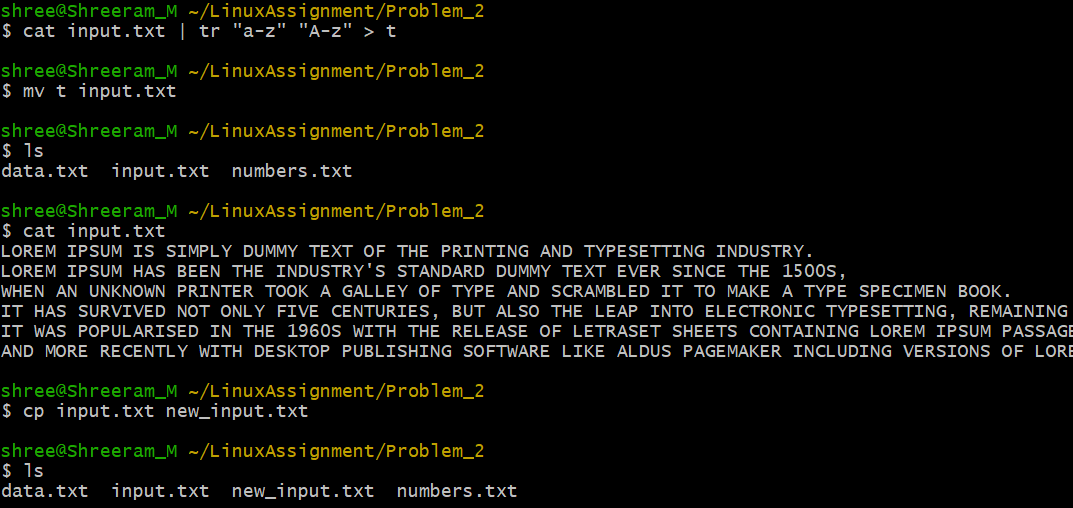 shree@Shreeram_M ~/LinuxAssignment/Problem_2
$ cat input.txt | tr "a-z" "A-z" > t
shree@Shreeram_M ~/LinuxAssignment/Problem_2
$ mv t input.txt
shree@Shreeram_M ~/LinuxAssignment/Problem_2
$ ls
data.txt  input.txt  numbers.txt
shree@Shreeram_M ~/LinuxAssignment/Problem_2
$ cat input.txt
LOREM IPSUM IS SIMPLY DUMMY TEXT OF THE PRINTING AND TYPESETTING INDUSTRY.
LOREM IPSUM HAS BEEN THE INDUSTRY'S STANDARD DUMMY TEXT EVER SINCE THE 1500S,
WHEN AN UNKNOWN PRINTER TOOK A GALLEY OF TYPE AND SCRAMBLED IT TO MAKE A TYPE SPECIMEN BOOK.
IT HAS SURVIVED NOT ONLY FIVE CENTURIES, BUT ALSO THE LEAP INTO ELECTRONIC TYPESETTING, REMAINING
IT WAS POPULARISED IN THE 1960S WITH THE RELEASE OF LETRASET SHEETS CONTAINING LOREM IPSUM PASSAGE
AND MORE RECENTLY WITH DESKTOP PUBLISHING SOFTWARE LIKE ALDUS PAGEMAKER INCLUDING VERSIONS OF LORE
shree@Shreeram_M ~/LinuxAssignment/Problem_2
$ cp input.txt new_input.txt
shree@Shreeram_M ~/LinuxAssignment/Problem_2
$ ls
data.txt  input.txt  new_input.txt  numbers.txt